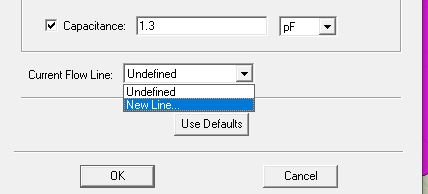 Capacitance: 1.3 pF
Current Flow Line: Undefined
Undefined
New Line...
Use Defaults
OK Cancel